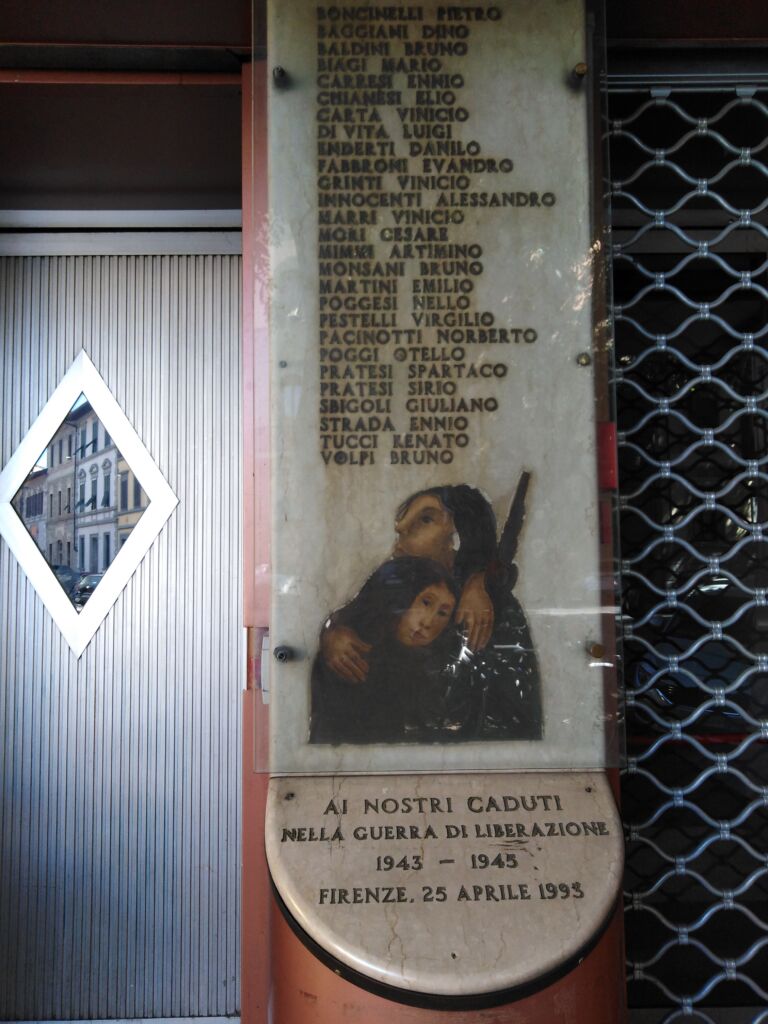 BONCINELLI PIETRO
BAGGIANI DINO
BALDINI BRUNO
BIAGI MARIO
CARRESI ENNIO
CHIANESI ELIO
CARTA VINICIO
DI VITA LUIGI
ENDERTI DANILO
FABBRONI EVANDRO
GRINTI VINICIO
INNOCENTI ALESSANDRO
MARRI VINICIO
MORI CESARE
ARTIMINO
MONSANI BRUNO
MARTINI EMILIO
POGGESI NELLO
PESTELLI VIRGILIO
PACINOTTI NORBERTO
POGGI OTELLO
PRATESI SPARTACO
PRATESI SIRIO
SBIGOLI GIULIANO
STRADA ENNIO
TUCCI RENATO
VOLPI BRUNO
AI NOSTRI CADUTI
NELLA GUERRA DI LIBERAZIONE
1943 - 1945
FIRENZE, 25 APRILE 1993